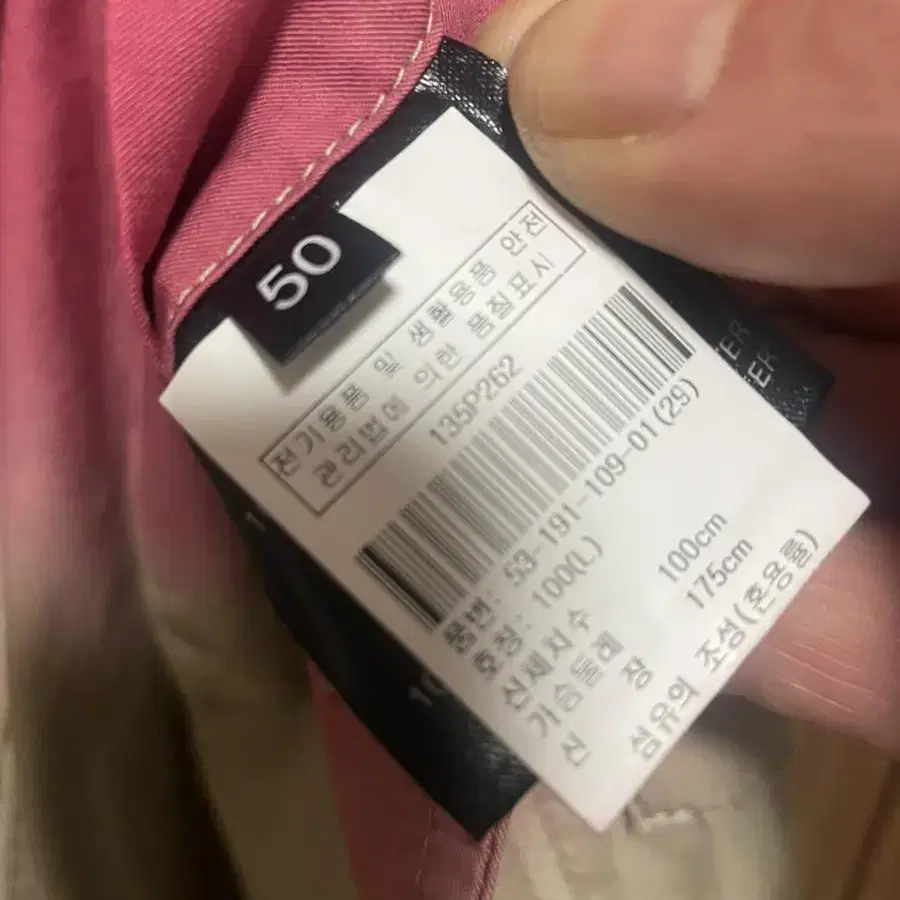 50
전기용품 및 생활용품 안전
관리법에 의한 품질표시
135P262
품번: 53-191-109-01(29)
호칭: 100(L)
신체치수
가슴둘레 100cm
신 장 175cm
섬유의 조성(혼용률)